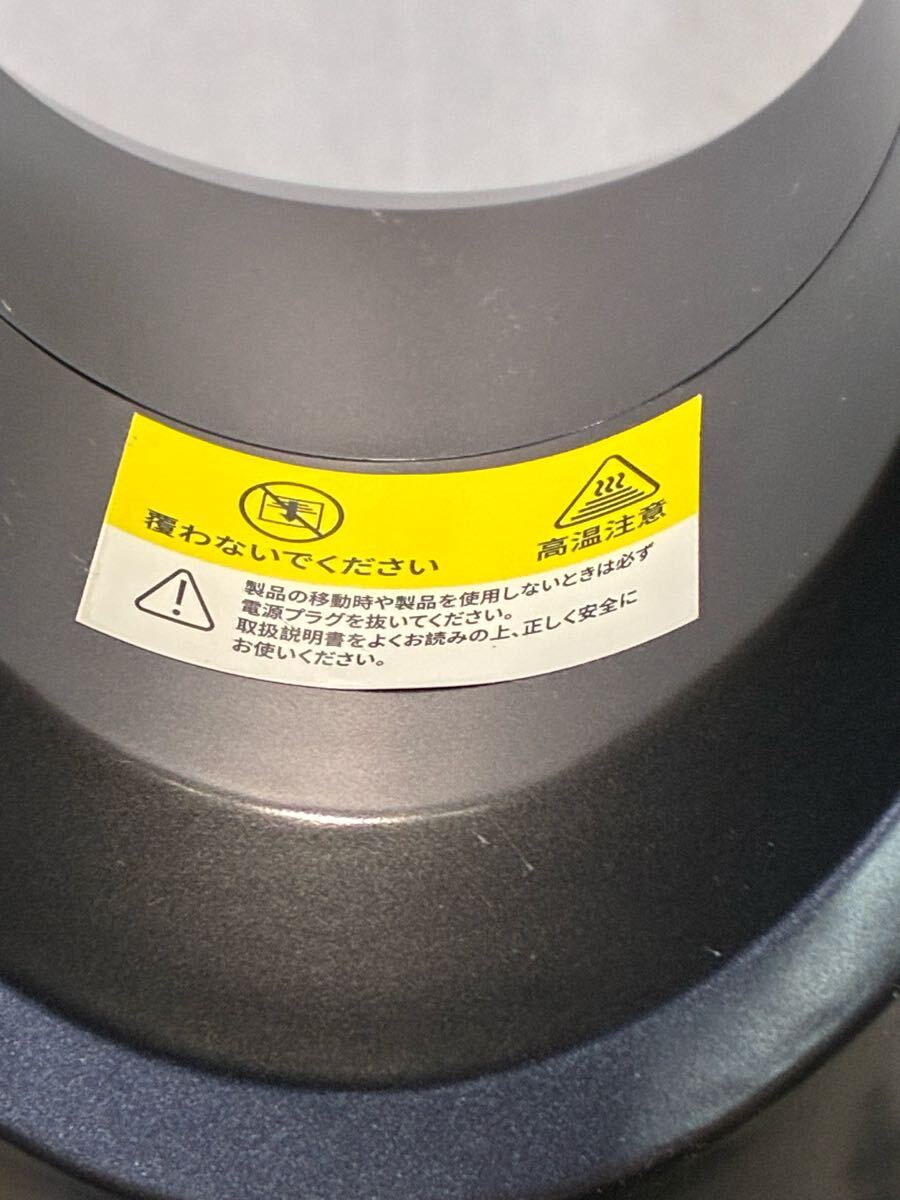 覆わないでください
高温注意
製品の移動時や製品を使用しないときは必ず
電源プラグを抜いてください。
取扱説明書をよくお読みの上、正しく安全に
お使いください。